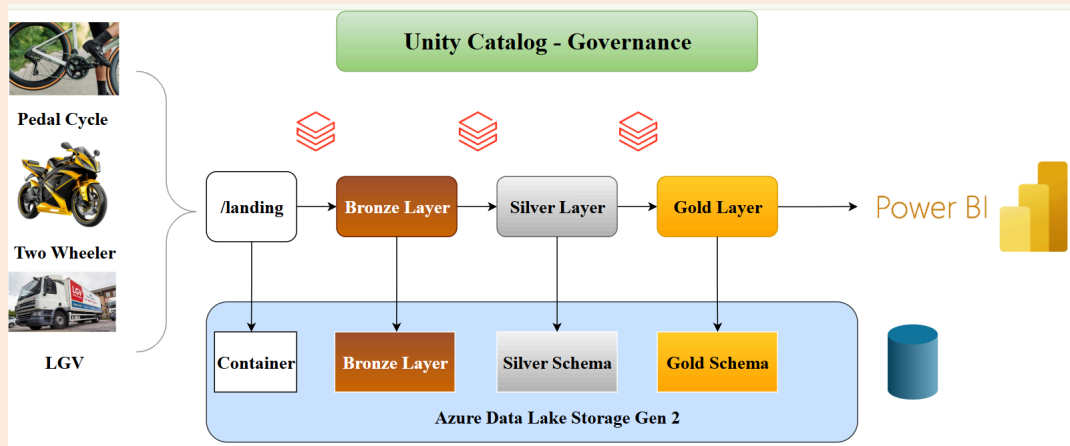 Unity Catalog - Governance
Pedal Cycle
Two Wheeler
LGV
/landing
Bronze Layer
Silver Layer
Gold Layer
Power BI
Container
Bronze Layer
Silver Schema
Gold Schema
Azure Data Lake Storage Gen 2